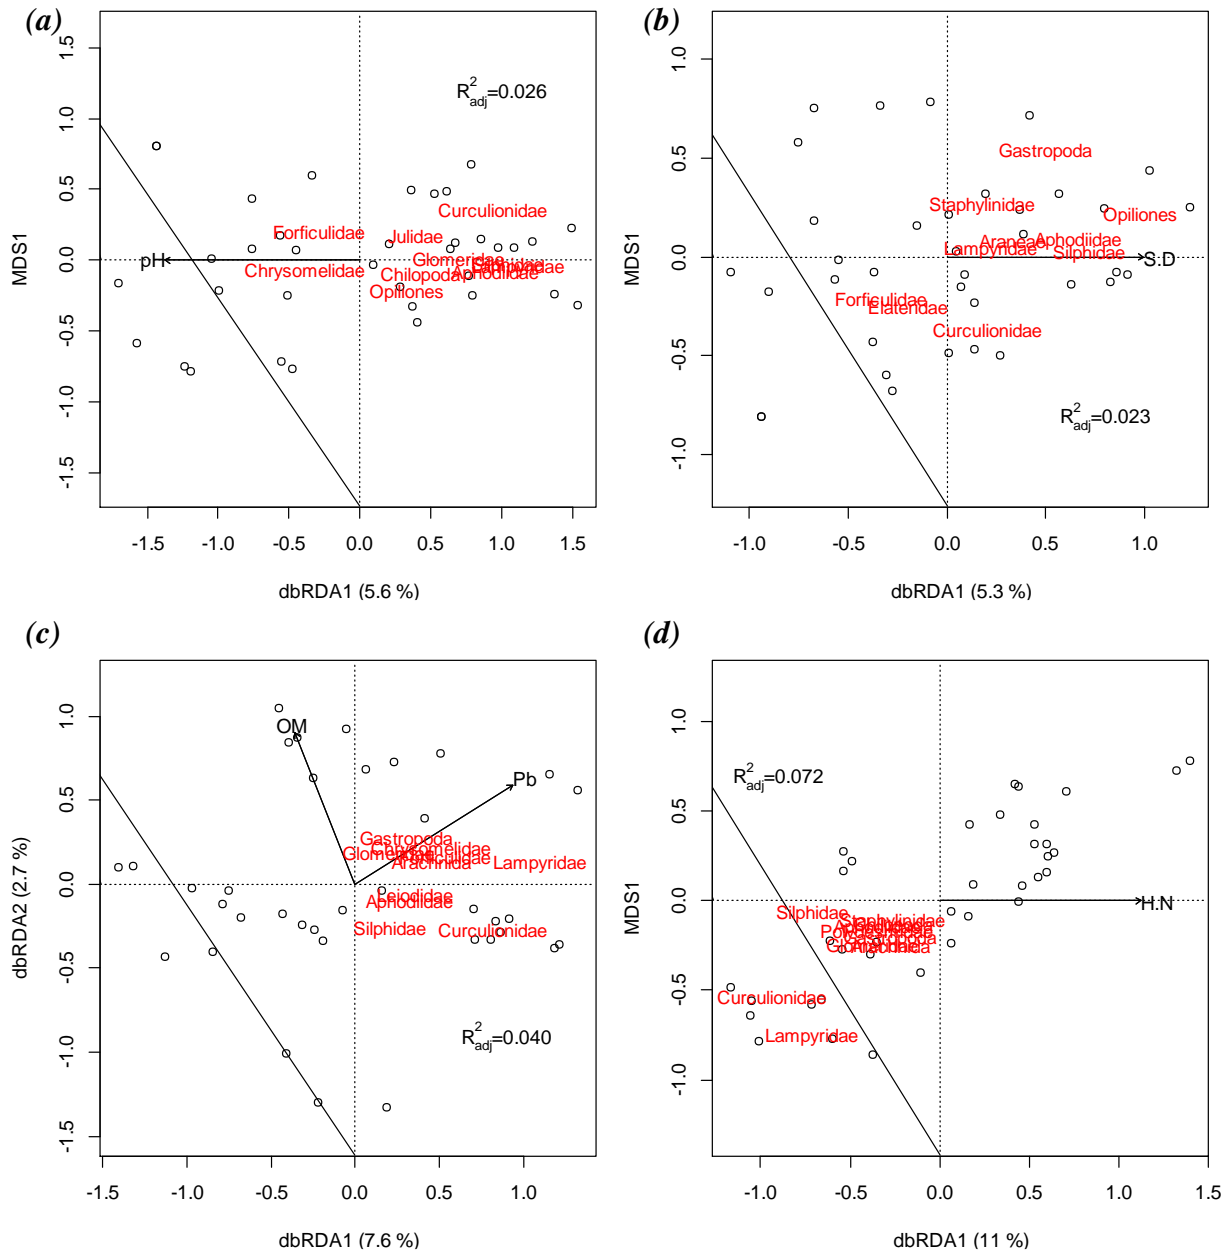 (a)
MDS1
1.5
1.0
0.5
0.0
-0.5
-1.0
-1.5
R²adj=0.026
Curculionidae
Forficulidae
Julidae
Glomeridae
pH
Chrysomelidae
Chilopoda
Lampyridae
Aphodiidae
Opiliones
-1.5 -1.0 -0.5 0.0 0.5 1.0 1.5
dbRDA1 (5.6 %)
(b)
MDS1
1.0
0.5
0.0
-0.5
-1.0
Gastropoda
Staphylinidae
Opiliones
Araneae
Aphodiidae
Lampyridae
Silphidae
S.D
Forficulidae
Elateridae
Curculionidae
R²adj=0.023
-1.0 -0.5 0.0 0.5 1.0
dbRDA1 (5.3 %)
(c)
dbRDA2 (2.7 %)
1.0
0.5
0.0
-0.5
-1.0
-1.5
OM
Pb
Gastropoda
Chrysomelidae
Glomeridae
Forficulidae
Arachnida
Lampyridae
Leiodidae
Aphodiidae
Silphidae
Curculionidae
R²adj=0.040
-1.5 -1.0 -0.5 0.0 0.5 1.0
dbRDA1 (7.6 %)
(d)
MDS1
1.0
0.5
0.0
-0.5
-1.0
R²adj=0.072
H.N
Silphidae
Staphylinidae
Gastropoda
Glomeridae
Arachnida
Curculionidae
Lampyridae
-1.0 -0.5 0.0 0.5 1.0 1.5
dbRDA1 (11 %)